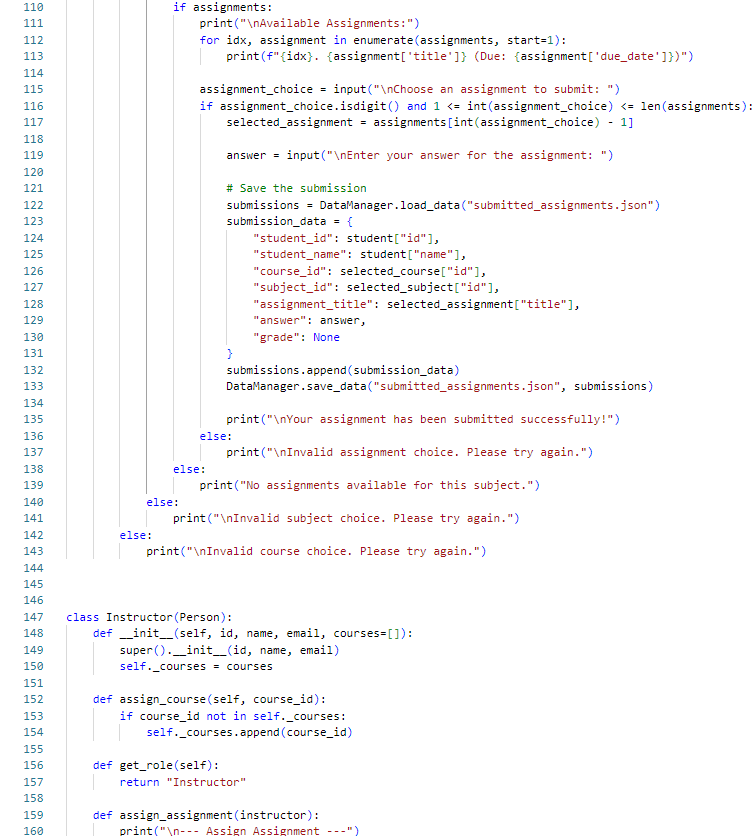 110 if assignments:
111 print("\nAvailable Assignments:")
112 for idx, assignment in enumerate(assignments, start=1):
113 print(f"{idx}. {assignment['title']} (Due: {assignment['due_date']})")
114
115 assignment_choice = input("\nChoose an assignment to submit: ")
116 if assignment_choice.isdigit() and 1 <= int(assignment_choice) <= len(assignments):
117 selected_assignment = assignments[int(assignment_choice) - 1]
118
119 answer = input("\nEnter your answer for the assignment: ")
120
121 # Save the submission
122 submissions = DataManager.load_data("submitted_assignments.json")
123 submission_data = {
124 "student_id": student["id"],
125 "student_name": student["name"],
126 "course_id": selected_course["id"],
127 "subject_id": selected_subject["id"],
128 "assignment_title": selected_assignment["title"],
129 "answer": answer,
130 "grade": None
131 }
132 submissions.append(submission_data)
133 DataManager.save_data("submitted_assignments.json", submissions)
134
135 print("\nYour assignment has been submitted successfully!")
136 else:
137 print("\nInvalid assignment choice. Please try again.")
138 else:
139 print("No assignments available for this subject.")
140 else:
141 print("\nInvalid subject choice. Please try again.")
142 else:
143 print("\nInvalid course choice. Please try again.")
144
145
146
147 class Instructor(Person):
148 def __init__(self, id, name, email, courses=[]):
149 super().__init__(id, name, email)
150 self._courses = courses
151
152 def assign_course(self, course_id):
153 if course_id not in self._courses:
154 self._courses.append(course_id)
155
156 def get_role(self):
157 return "Instructor"
158
159 def assign_assignment(instructor):
160 print("\n--- Assign Assignment ---")